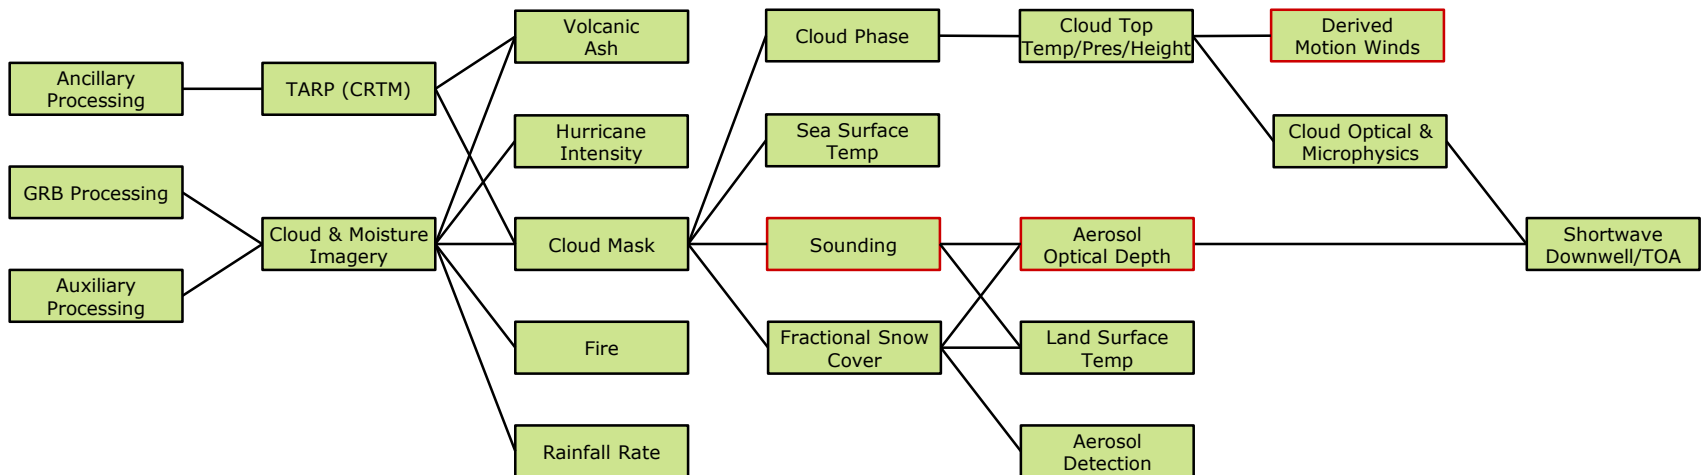 Ancillary
Processing
GRB Processing
Auxiliary
Processing
TARP (CRTM)
Cloud & Moisture
Imagery
Volcanic
Ash
Hurricane
Intensity
Cloud Mask
Fire
Rainfall Rate
Cloud Phase
Sea Surface
Temp
Sounding
Fractional Snow
Cover
Cloud Top
Temp/Pres/Height
Aerosol
Optical Depth
Land Surface
Temp
Aerosol
Detection
Derived
Motion Winds
Cloud Optical &
Microphysics
Shortwave
Downwell/TOA